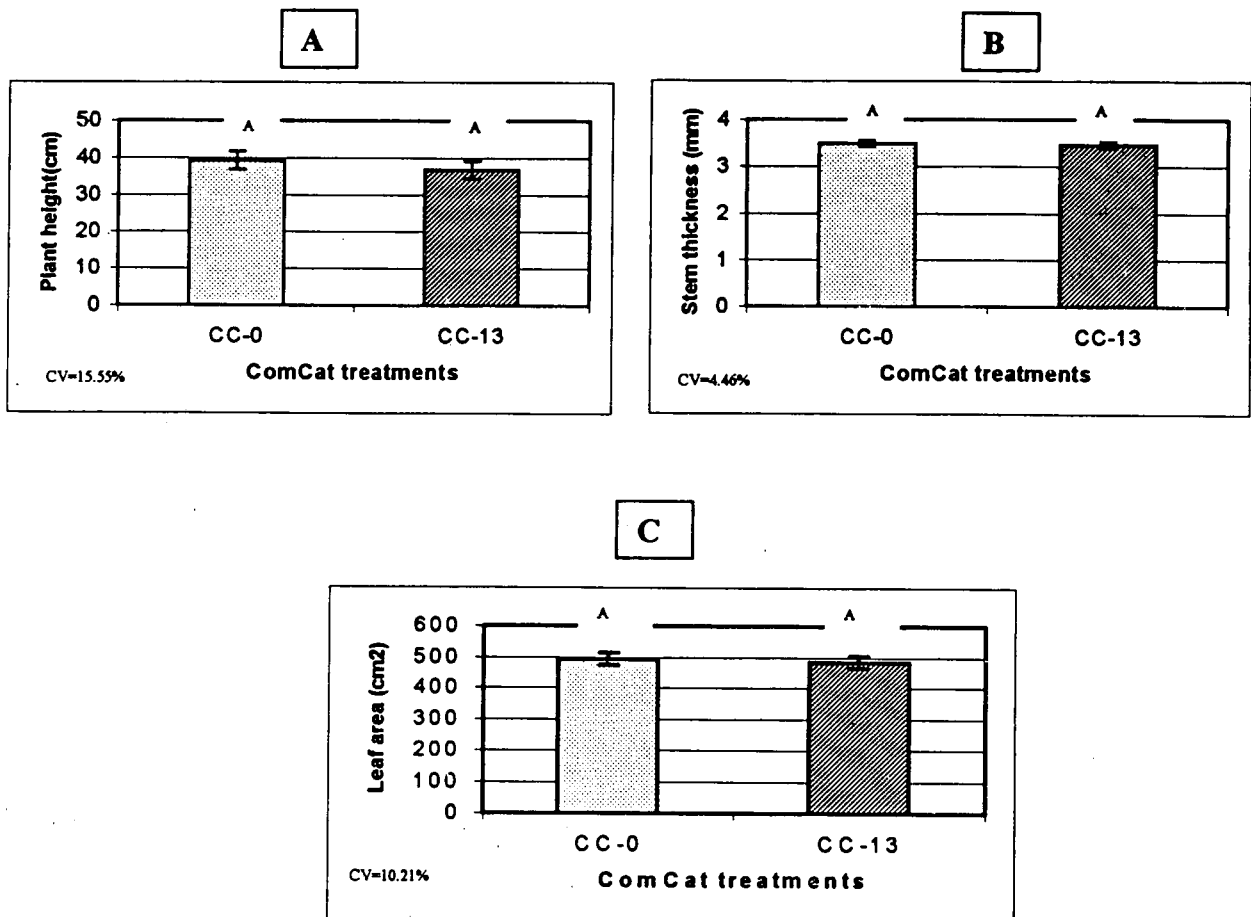 A
Plant height(cm)
50
40
30
20
10
0
A
A
CC-0
CC-13
CV=15.55%
ComCat treatments
B
Stem thickness (mm)
4
3
2
1
0
A
A
CC-0
CC-13
CV=4.46%
ComCat treatments
C
Leaf area (cm2)
600
500
400
300
200
100
0
A
A
CC-0
CC-13
CV=10.21%
ComCat treatments